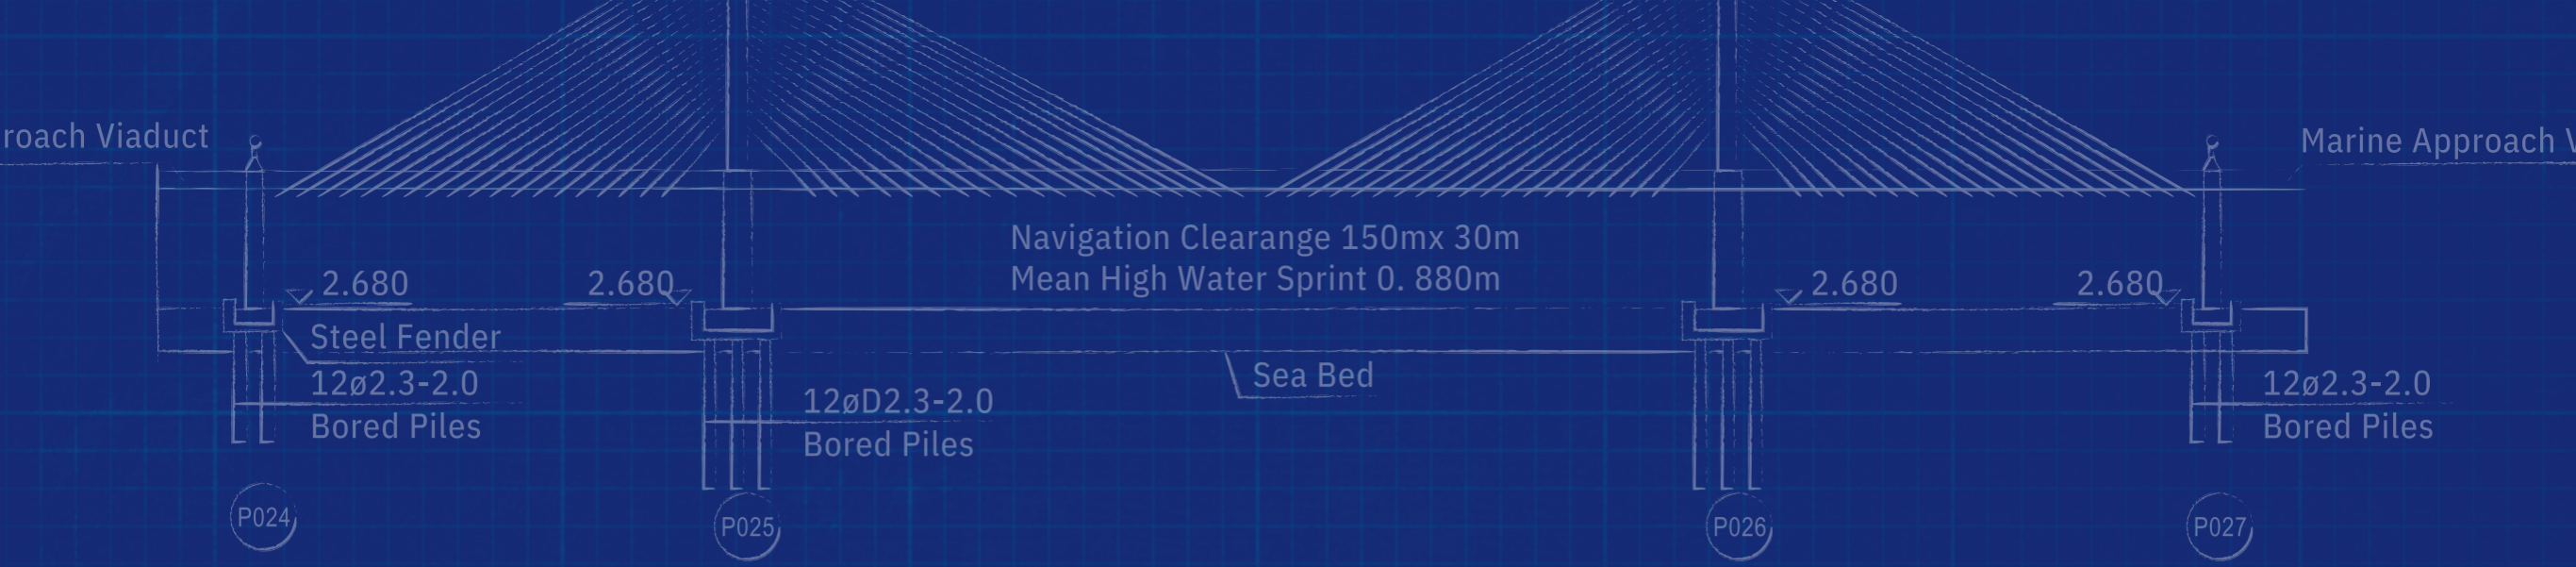 roach Viaduct
Marine Approach V
Navigation Clearange 150mx 30m
Mean High Water Sprint 0. 880m
2.680
2.680
2.680
2.680
Steel Fender
12ø2.3-2.0
Bored Piles
12øD2.3-2.0
Bored Piles
Sea Bed
12ø2.3-2.0
Bored Piles
P024
P025
P026
P027